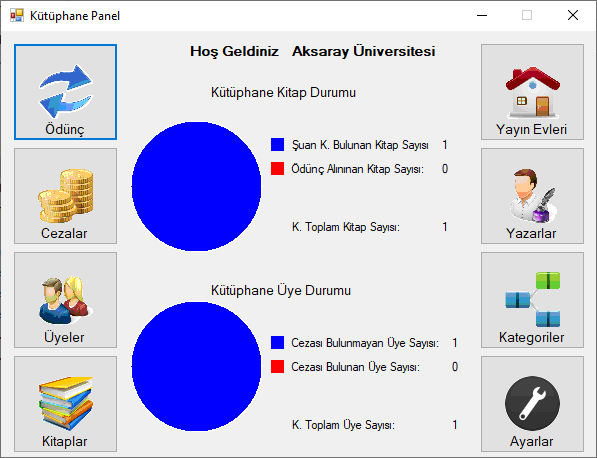 Kütüphane Panel
Hoş Geldiniz Aksaray Üniversitesi
Ödünç
Cezalar
Üyeler
Kitaplar
Kütüphane Kitap Durumu
Şuan K. Bulunan Kitap Sayısı 1
Ödünç Alınınan Kitap Sayısı: 0
K. Toplam Kitap Sayısı: 1
Kütüphane Üye Durumu
Cezası Bulunmayan Üye Sayısı: 1
Cezası Bulunan Üye Sayısı: 0
K. Toplam Üye Sayısı: 1
Yayın Evleri
Yazarlar
Kategoriler
Ayarlar